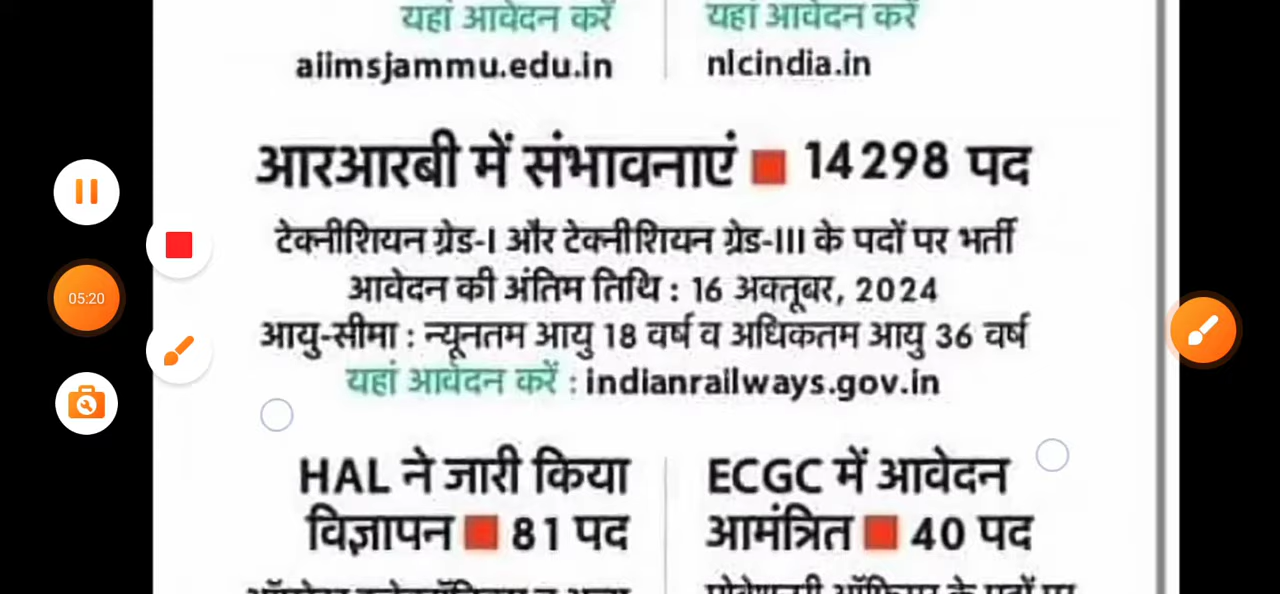 यहां आवेदन करें
aiimsjammu.edu.in
यहां आवेदन करें
nlcindia.in
आरआरबी में संभावनाएं ■ 14298 पद
टेक्नीशियन ग्रेड-I और टेक्नीशियन ग्रेड-III के पदों पर भर्ती
आवेदन की अंतिम तिथि : 16 अक्तूबर, 2024
आयु-सीमा : न्यूनतम आयु 18 वर्ष व अधिकतम आयु 36 वर्ष
यहां आवेदन करें : indianrailways.gov.in
05:20
HAL ने जारी किया
विज्ञापन ■ 81 पद
ECGC में आवेदन
आमंत्रित ■ 40 पद